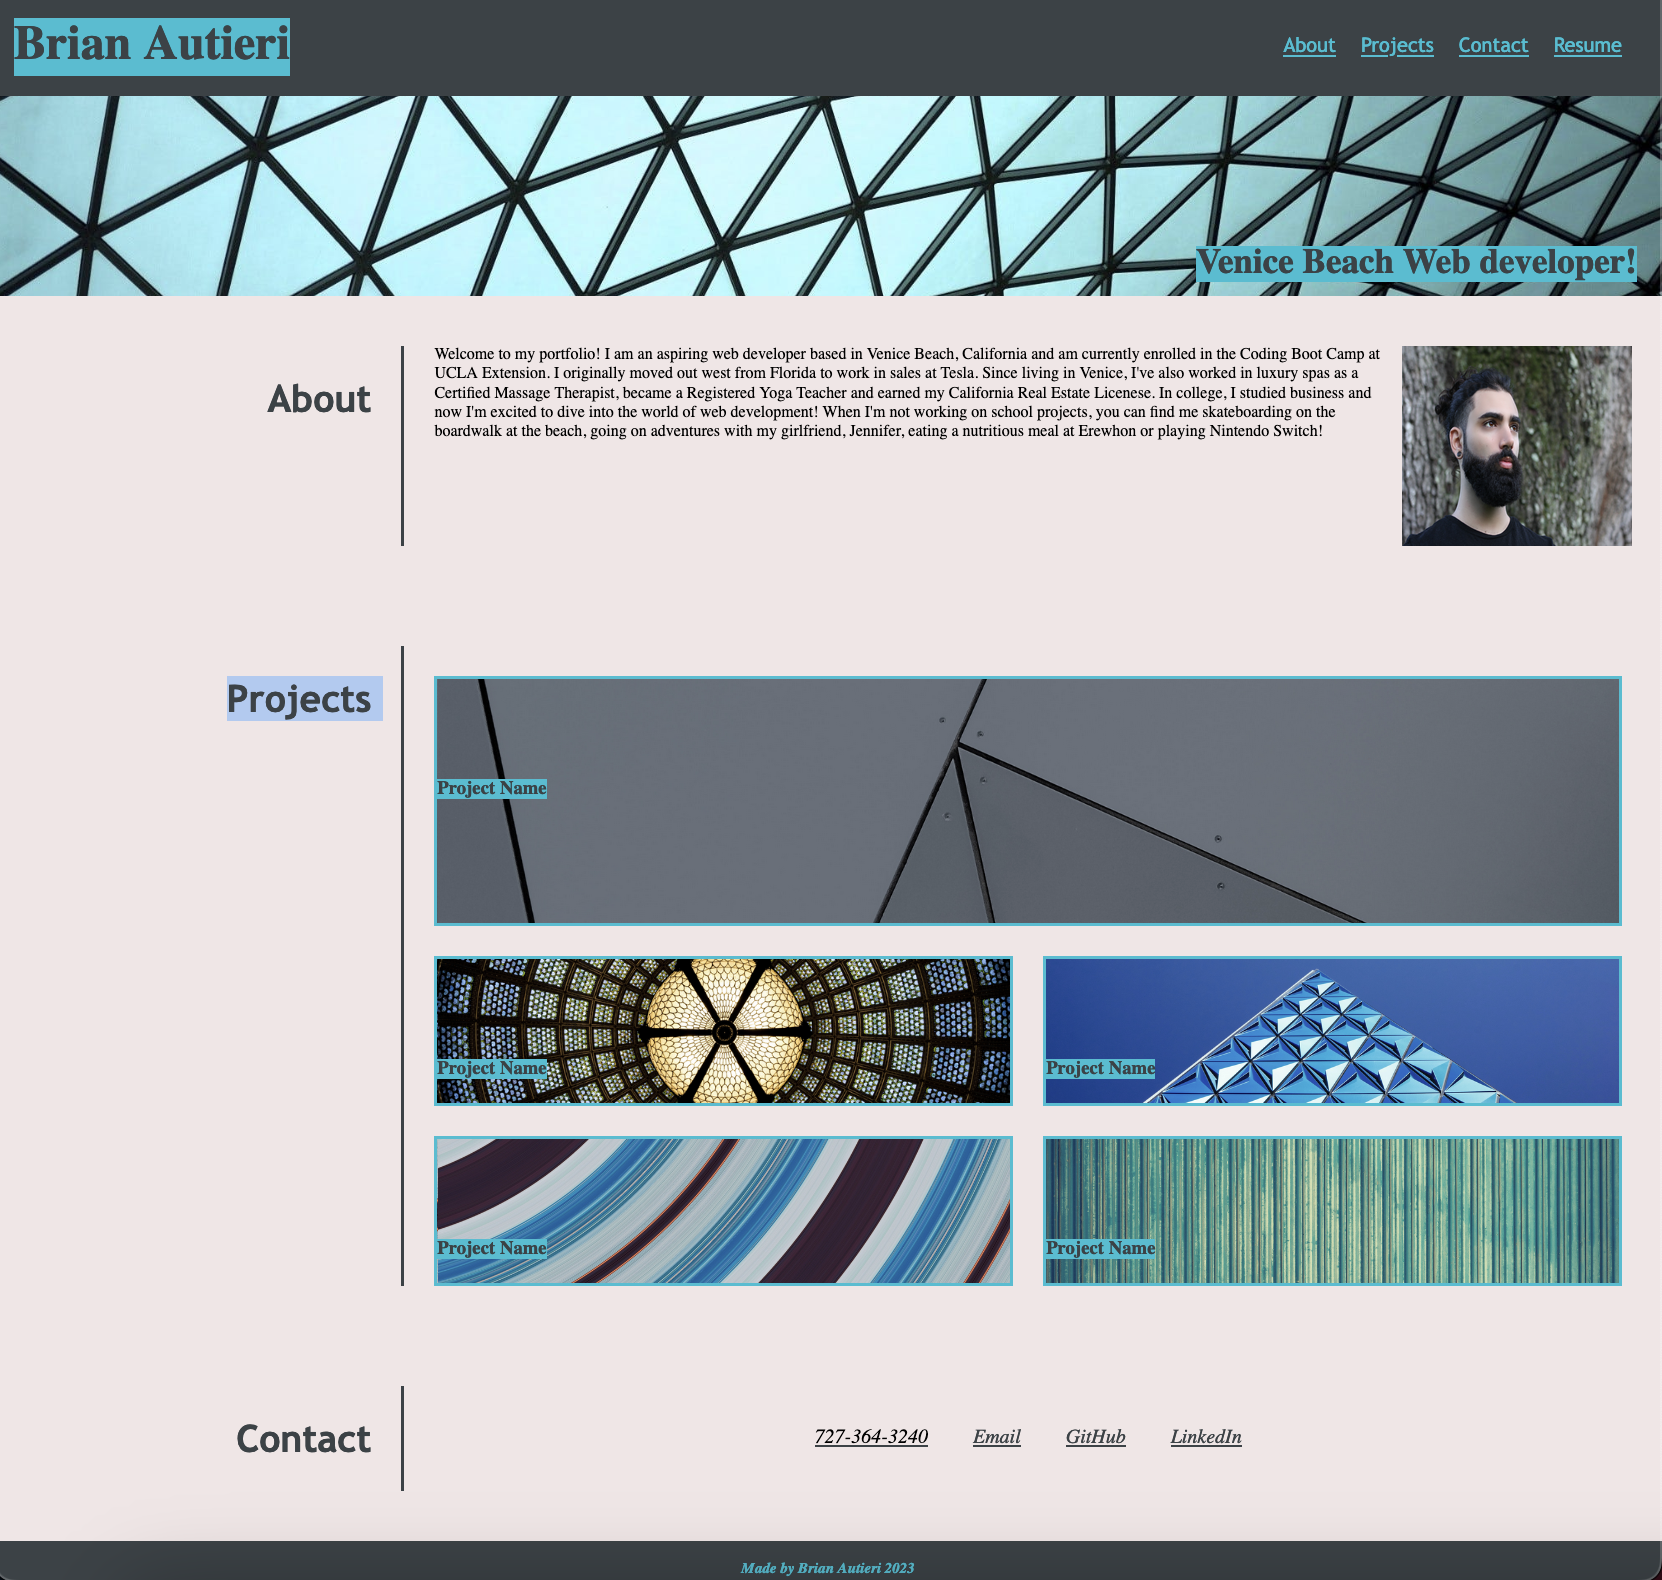 Brian Autieri
About Projects Contact Resume
Venice Beach Web developer!
About
Welcome to my portfolio! I am an aspiring web developer based in Venice Beach, California and am currently enrolled in the Coding Boot Camp at
UCLA Extension. I originally moved out west from Florida to work in sales at Tesla. Since living in Venice, I've also worked in luxury spas as a
Certified Massage Therapist, became a Registered Yoga Teacher and earned my California Real Estate Licenese. In college, I studied business and
now I'm excited to dive into the world of web development! When I'm not working on school projects, you can find me skateboarding on the
boardwalk at the beach, going on adventures with my girlfriend, Jennifer, eating a nutritious meal at Erewhon or playing Nintendo Switch!
Projects
Project Name
Project Name
Project Name
Project Name
Project Name
Contact
727-364-3240 Email GitHub LinkedIn
Made by Brian Autieri 2023